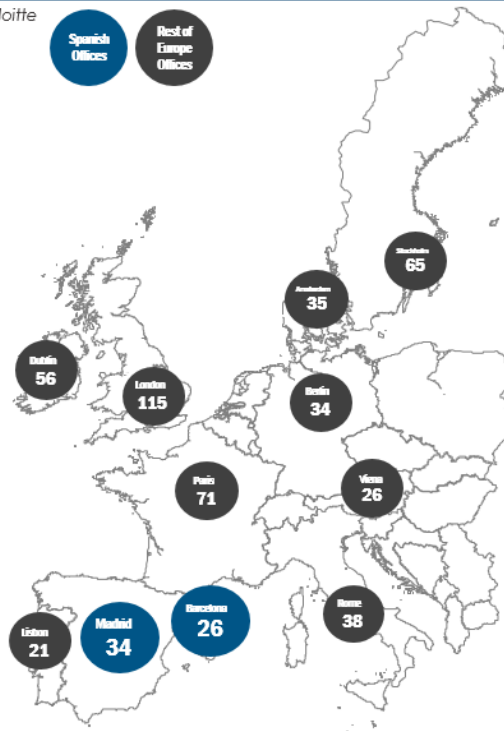 loitte
Spanish
Offices
Rest of
Europe
Offices
Stockholm
65
Amsterdam
35
Dublin
56
London
115
Berlin
34
Paris
71
Viena
26
Barcelona
26
Madrid
34
Rome
38
Lisbon
21